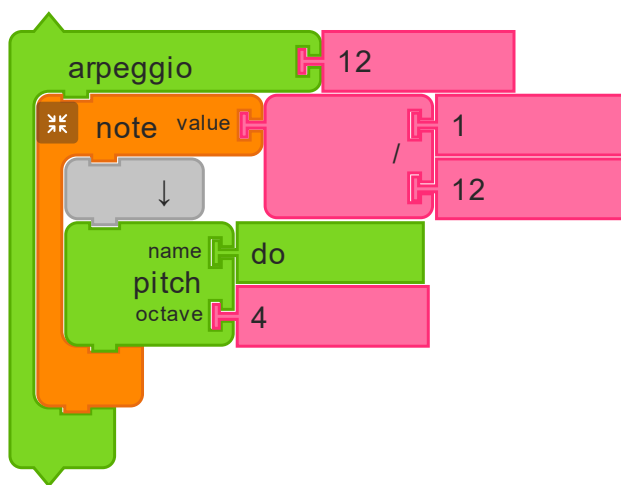 arpeggio 12
note value 1
/
12
↓
name do
pitch
octave 4